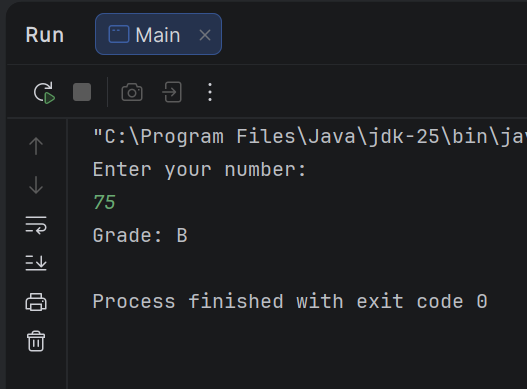 Run Main
"C:\Program Files\Java\jdk-25\bin\jav
Enter your number:
75
Grade: B
Process finished with exit code 0